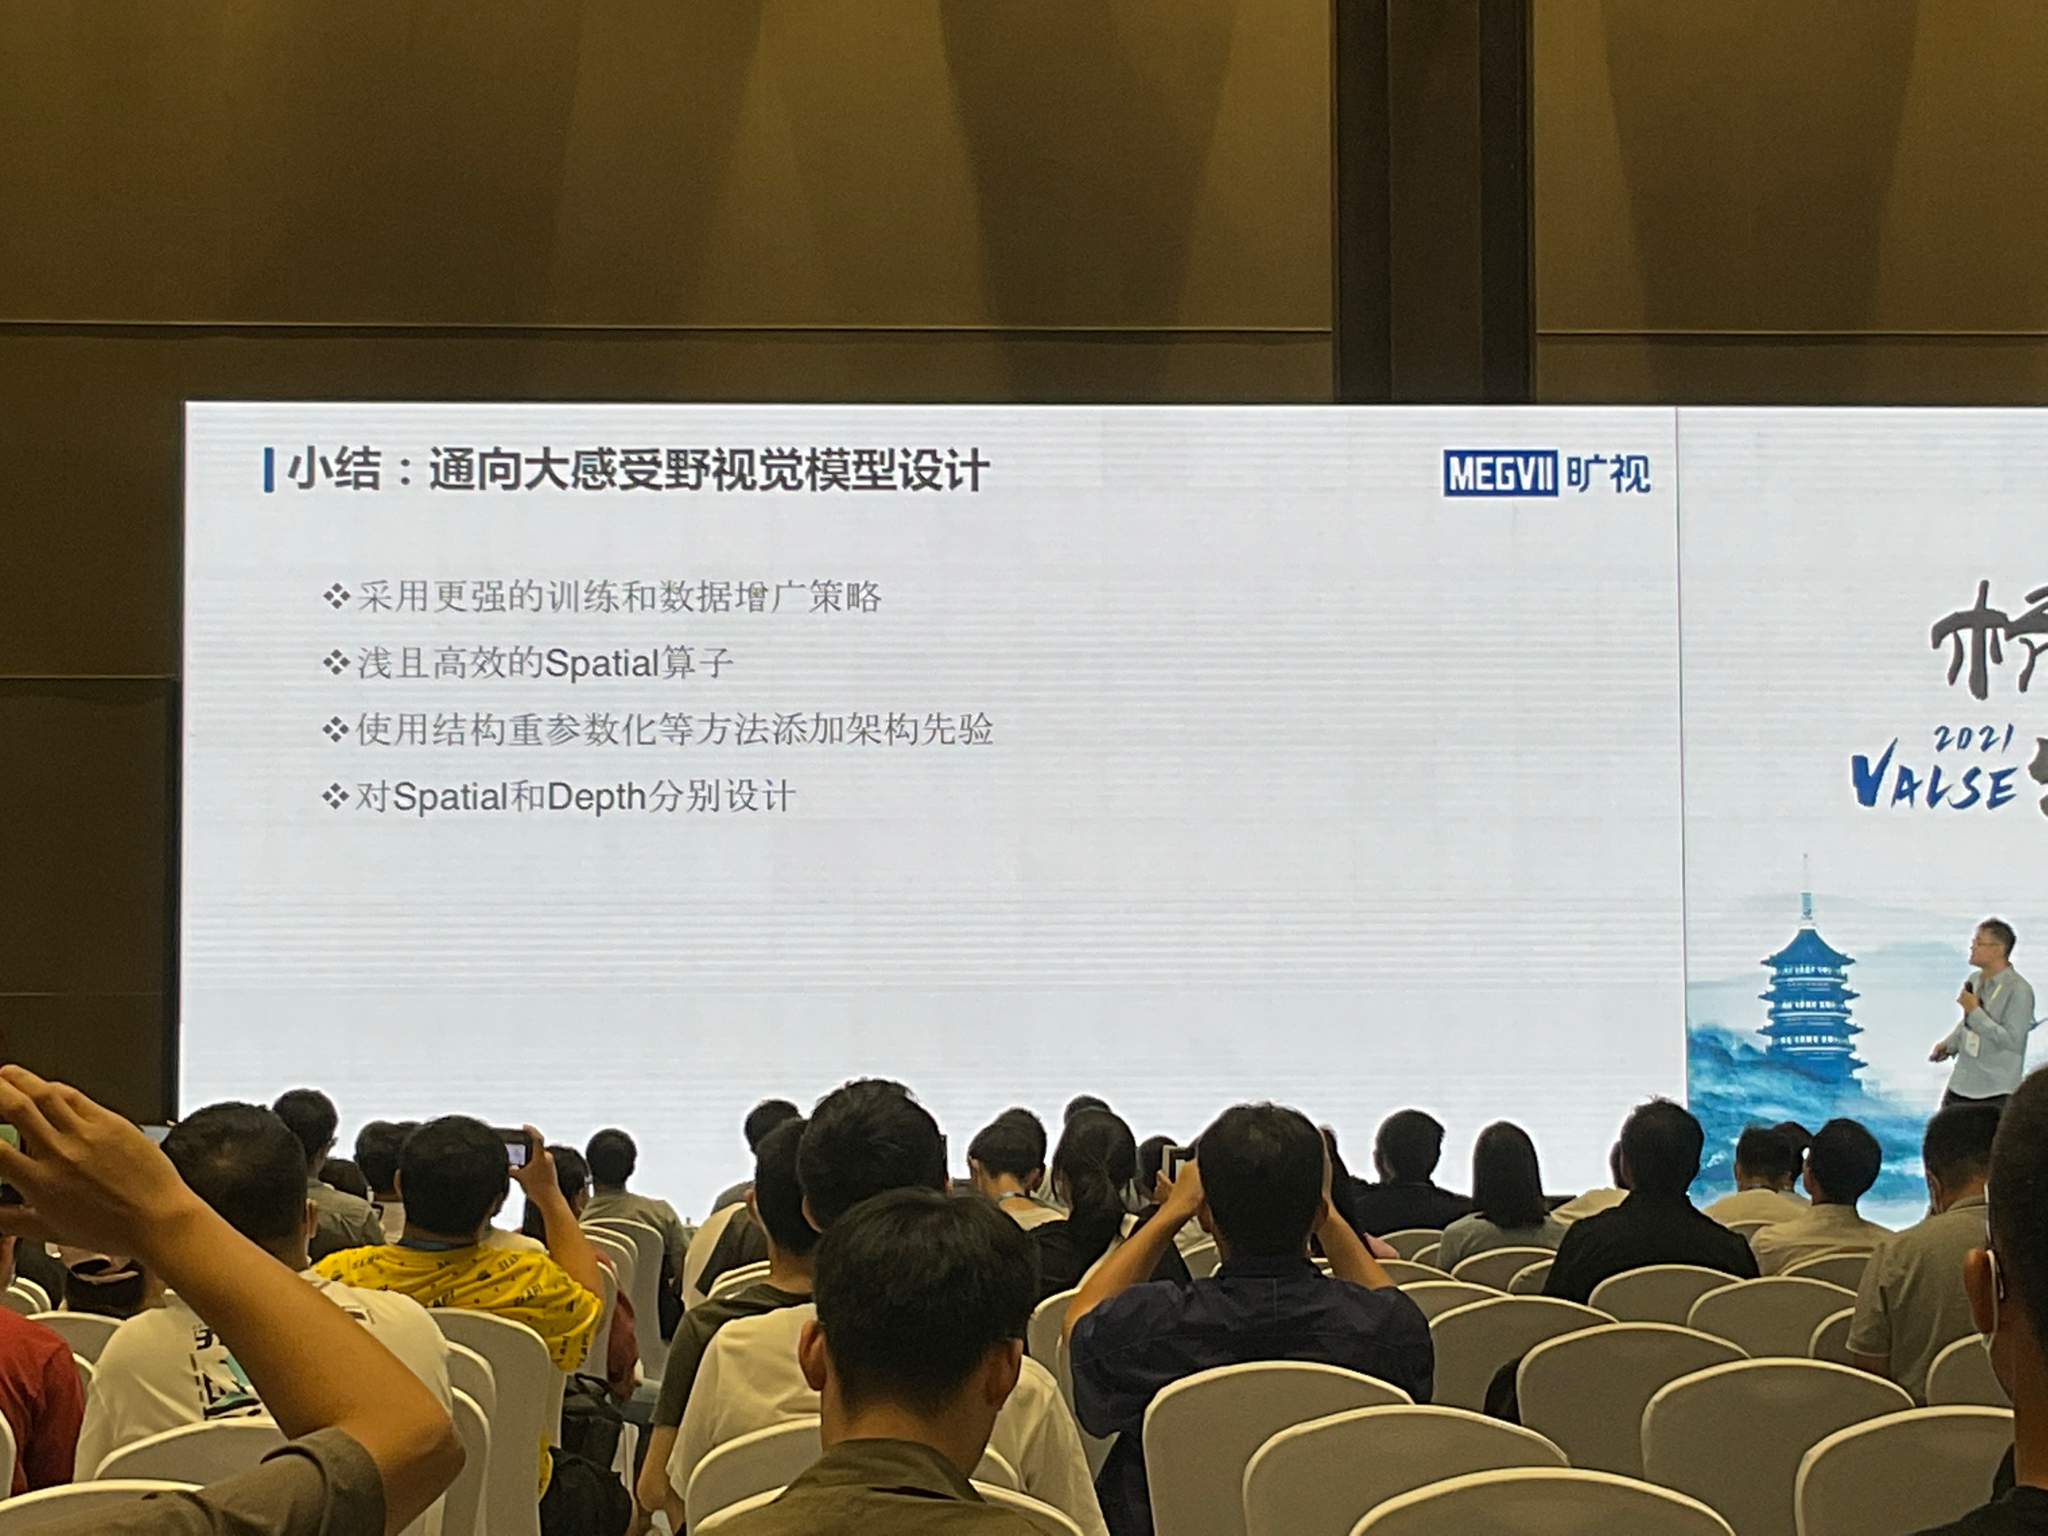 小结：通向大感受野视觉模型设计
MEGVII 旷视
❖采用更强的训练和数据增广策略
❖浅且高效的Spatial算子
❖使用结构重参数化等方法添加架构先验
❖对Spatial和Depth分别设计
2021
VALSE